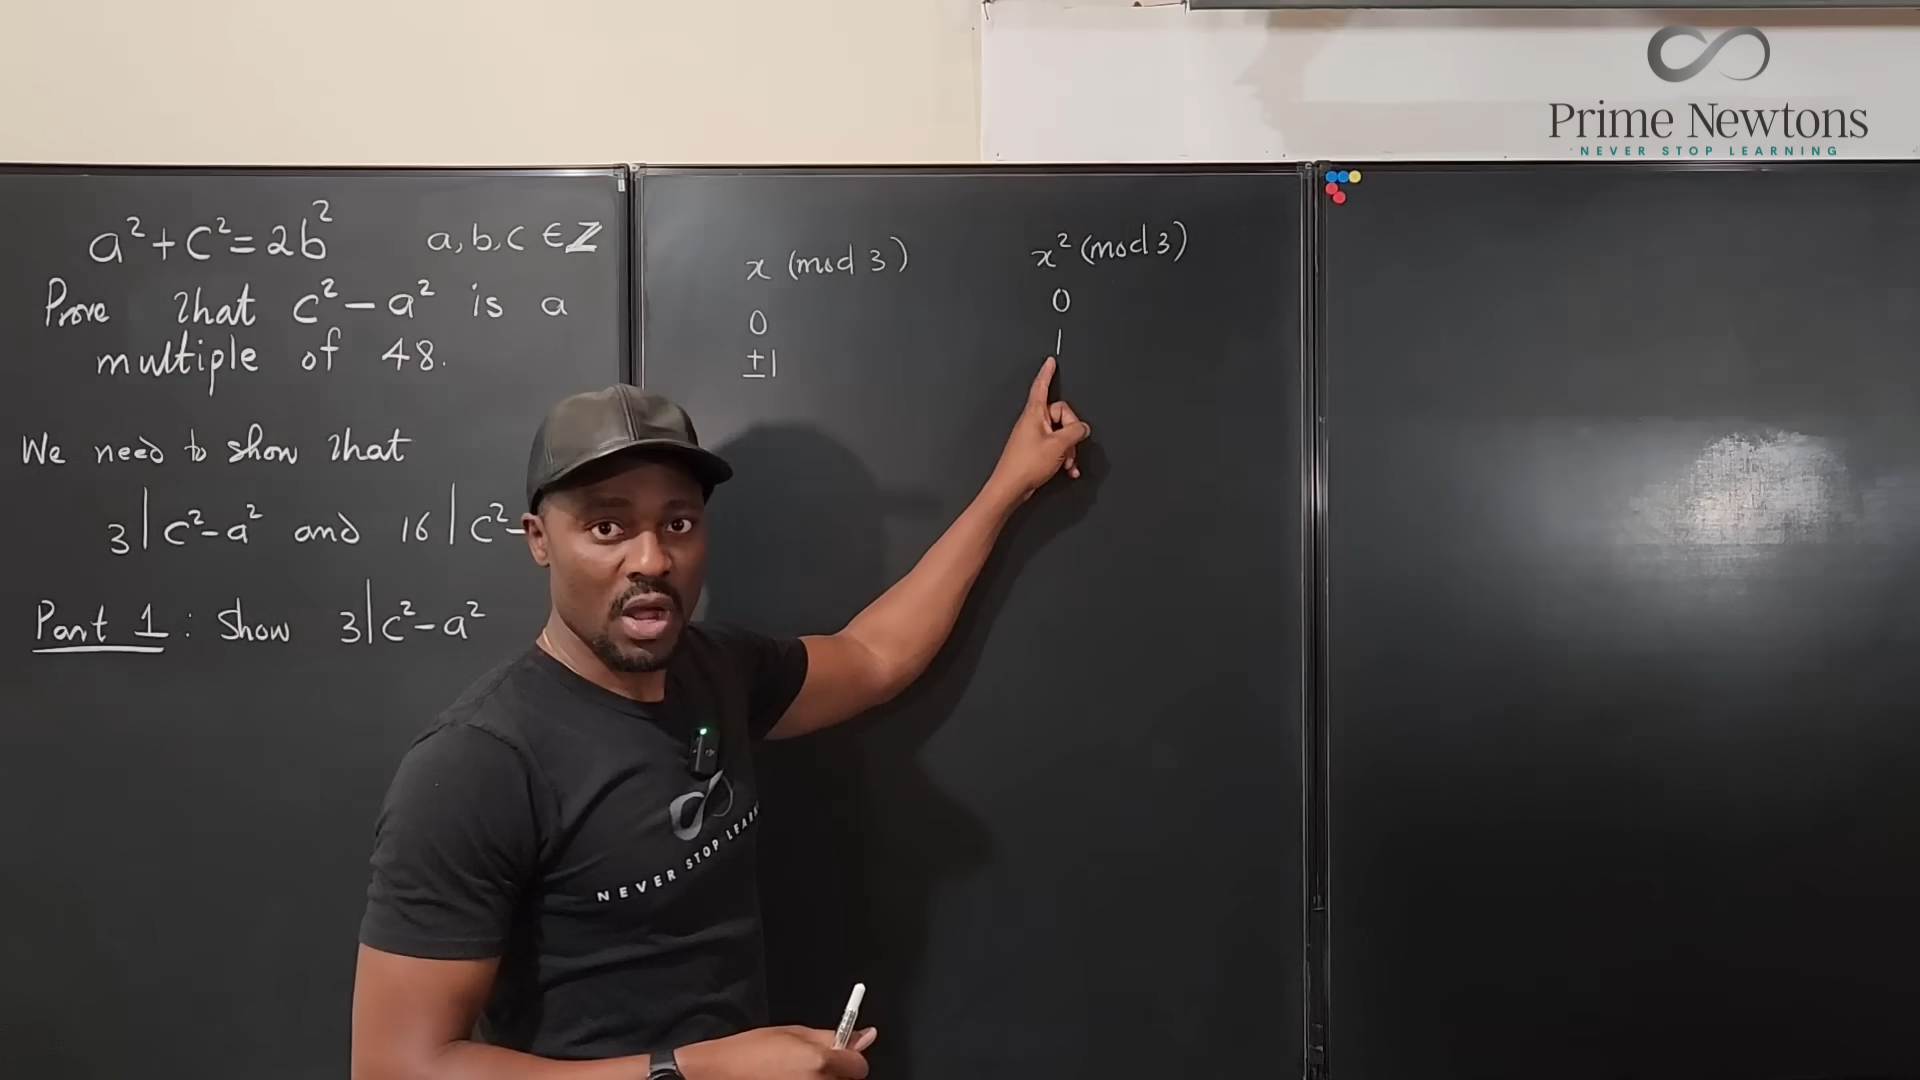 Prime Newtons
NEVER STOP LEARNING
a²+c²=2b² a,b,c ∈ℤ
Prove that c²-a² is a
multiple of 48.
We need to show that
3|c²-a² and 16|c²-
Part 1: Show 3|c²-a²
x (mod 3) x² (mod 3)
0 0
±1 1
NEVER STOP